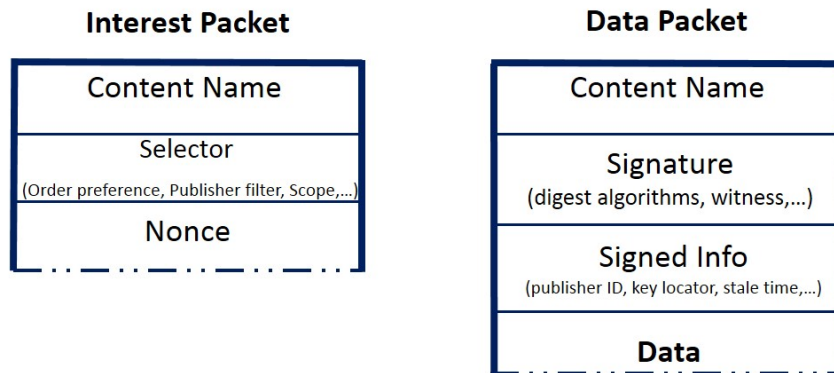 Interest Packet
Content Name
Selector
(Order preference, Publisher filter, Scope,...)
Nonce
Data Packet
Content Name
Signature
(digest algorithms, witness,...)
Signed Info
(publisher ID, key locator, stale time,...)
Data